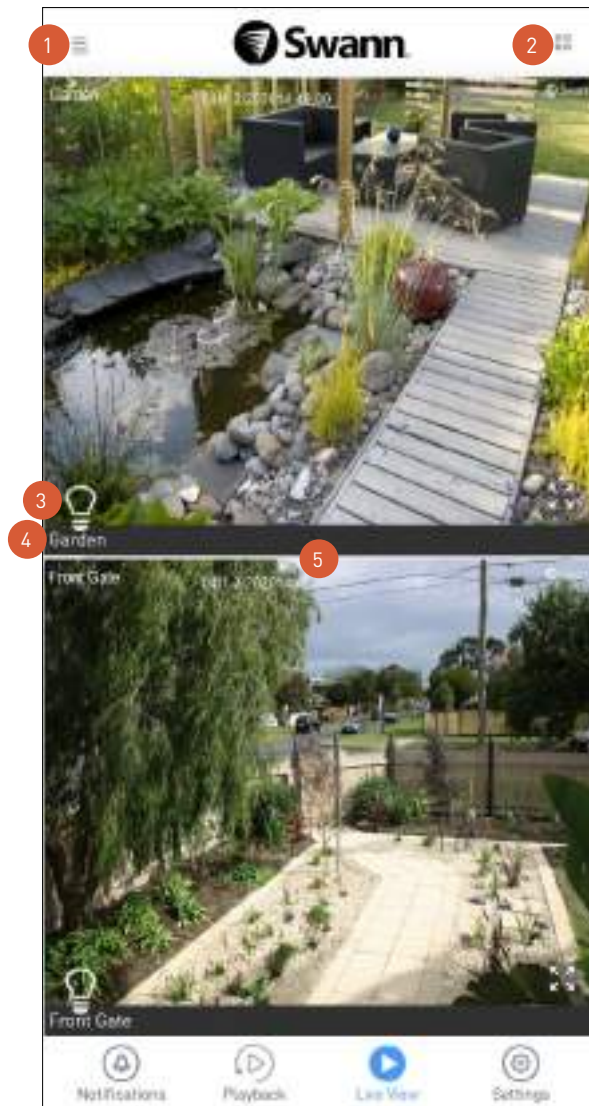 1
Swann
2
Garden
3
4
Garden
5
Front Gate
Front Gate
Notifications
Playback
Live View
Settings